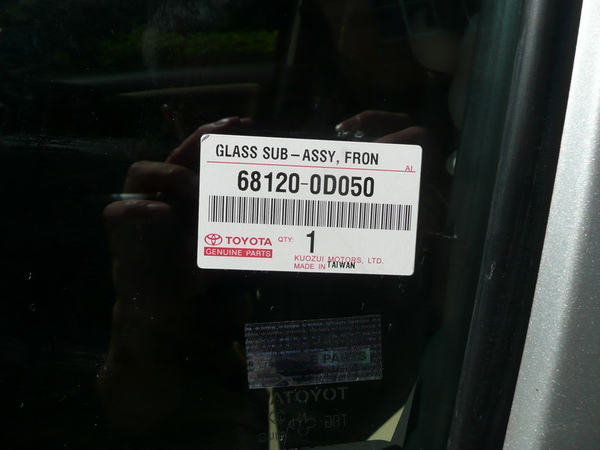 GLASS SUB-ASSY, FRON
AI
68120-0D050
TOYOTA QTY: 1
GENUINE PARTS
KUOZUI MOTORS, LTD.
MADE IN TAIWAN
PARTS
TOYOTA